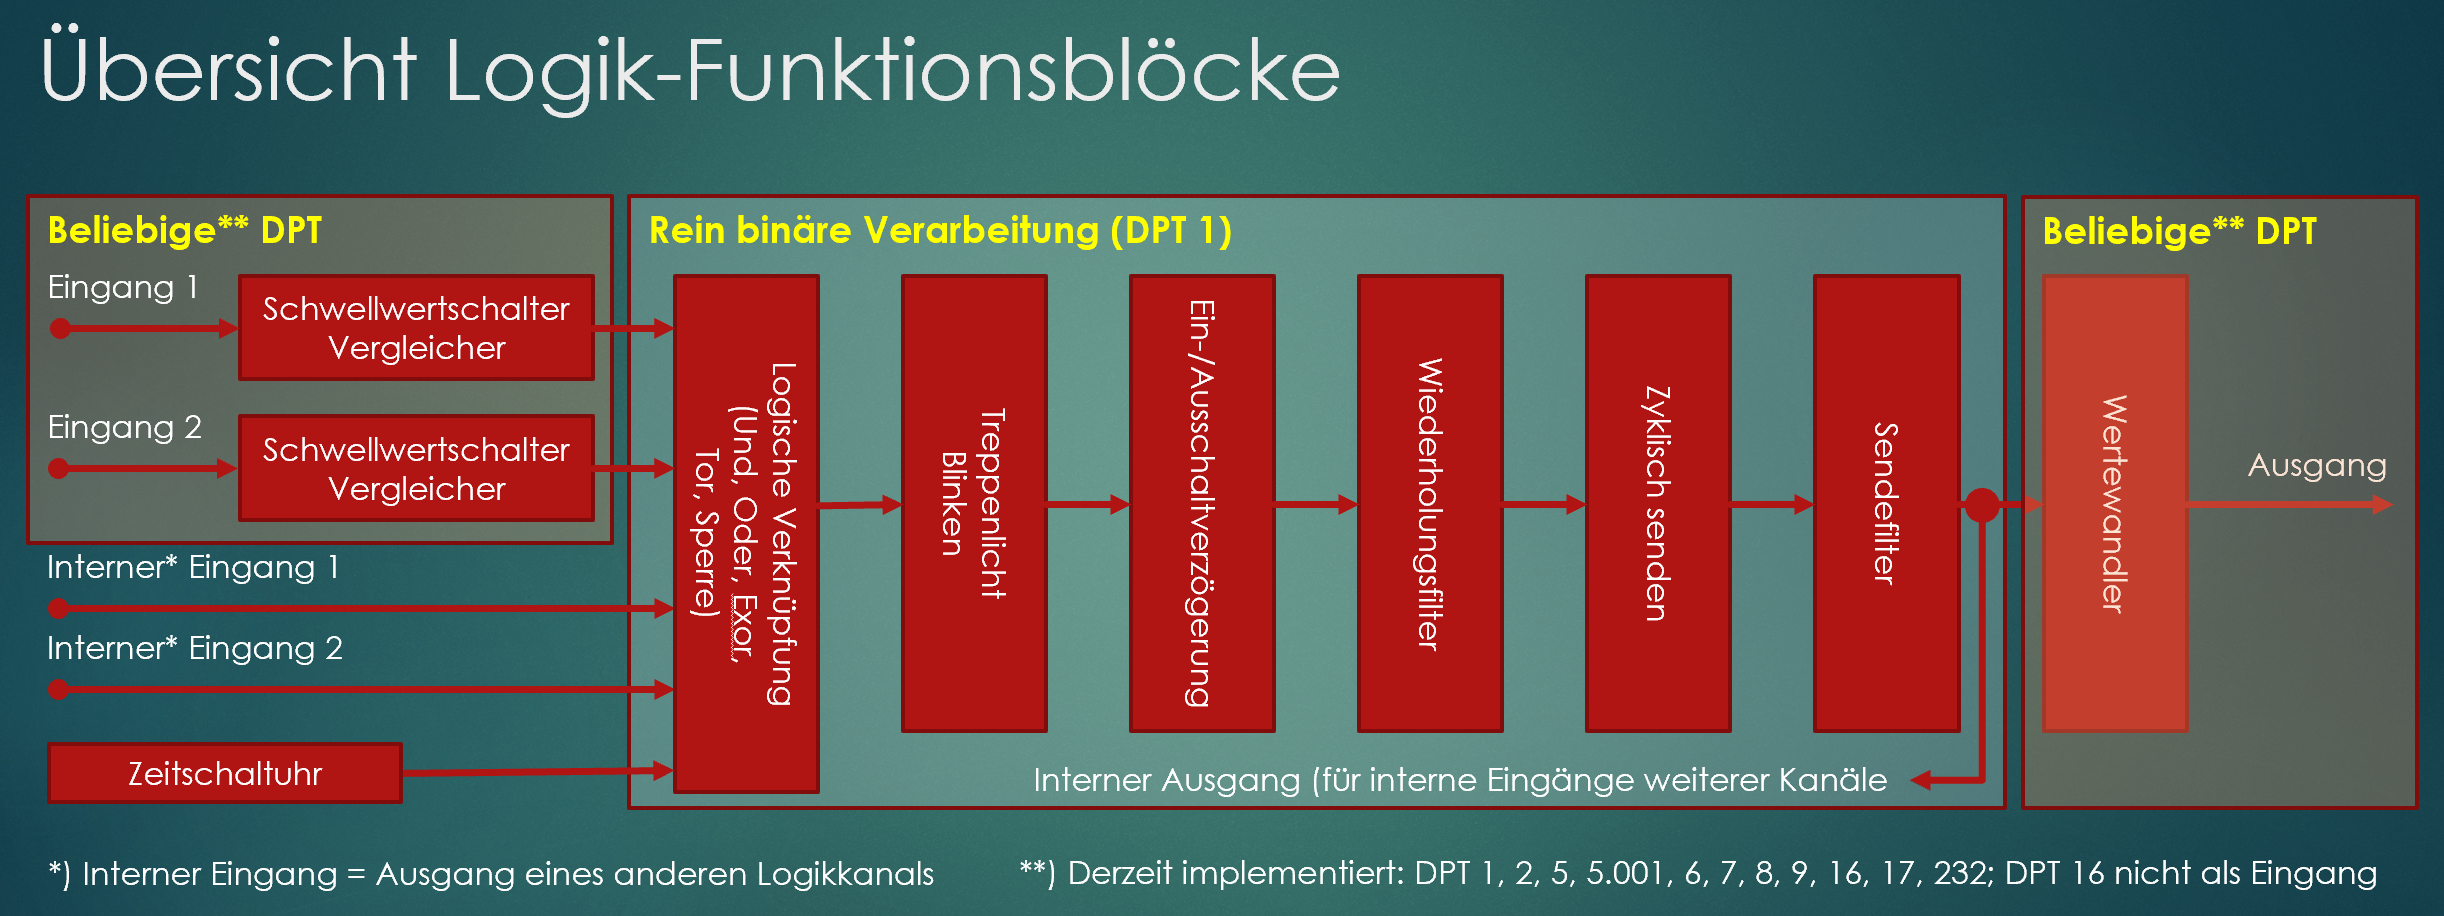 Übersicht Logik-Funktionsblöcke
Beliebige** DPT
Eingang 1
Schwellwertschalter
Vergleicher
Eingang 2
Schwellwertschalter
Vergleicher
Interner* Eingang 1
Interner* Eingang 2
Zeitschaltuhr
Rein binäre Verarbeitung (DPT 1)
Logische Verknüpfung
(Und, Oder, Exor,
Tor, Sperre)
Treppenlicht
Blinken
Ein-/Ausschaltverzögerung
Wiederholungsfilter
Zyklisch senden
Sendefilter
Interner Ausgang (für interne Eingänge weiterer Kanäle
Beliebige** DPT
Wertewandler
Ausgang
*) Interner Eingang = Ausgang eines anderen Logikkanals
**) Derzeit implementiert: DPT 1, 2, 5, 5.001, 6, 7, 8, 9, 16, 17, 232; DPT 16 nicht als Eingang